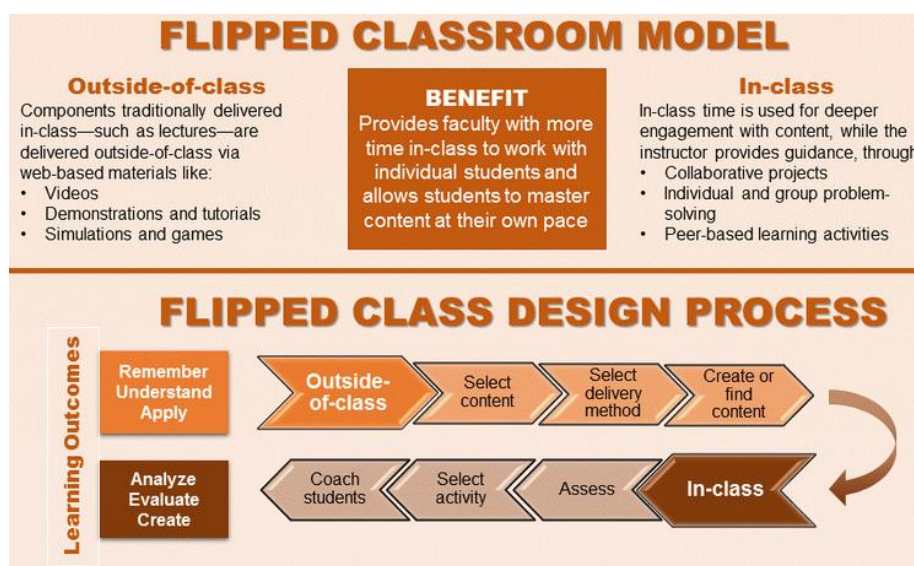 FLIPPED CLASSROOM MODEL
Outside-of-class
Components traditionally delivered
in-class—such as lectures—are
delivered outside-of-class via
web-based materials like:
• Videos
• Demonstrations and tutorials
• Simulations and games
BENEFIT
Provides faculty with more
time in-class to work with
individual students and
allows students to master
content at their own pace
In-class
In-class time is used for deeper
engagement with content, while the
instructor provides guidance, through
• Collaborative projects
• Individual and group problem-
solving
• Peer-based learning activities
FLIPPED CLASS DESIGN PROCESS
Learning Outcomes
Remember
Understand
Apply
Outside-
of-class
Select
content
Select
delivery
method
Create or
find
content
Analyze
Evaluate
Create
Coach
students
Select
activity
Assess
In-class